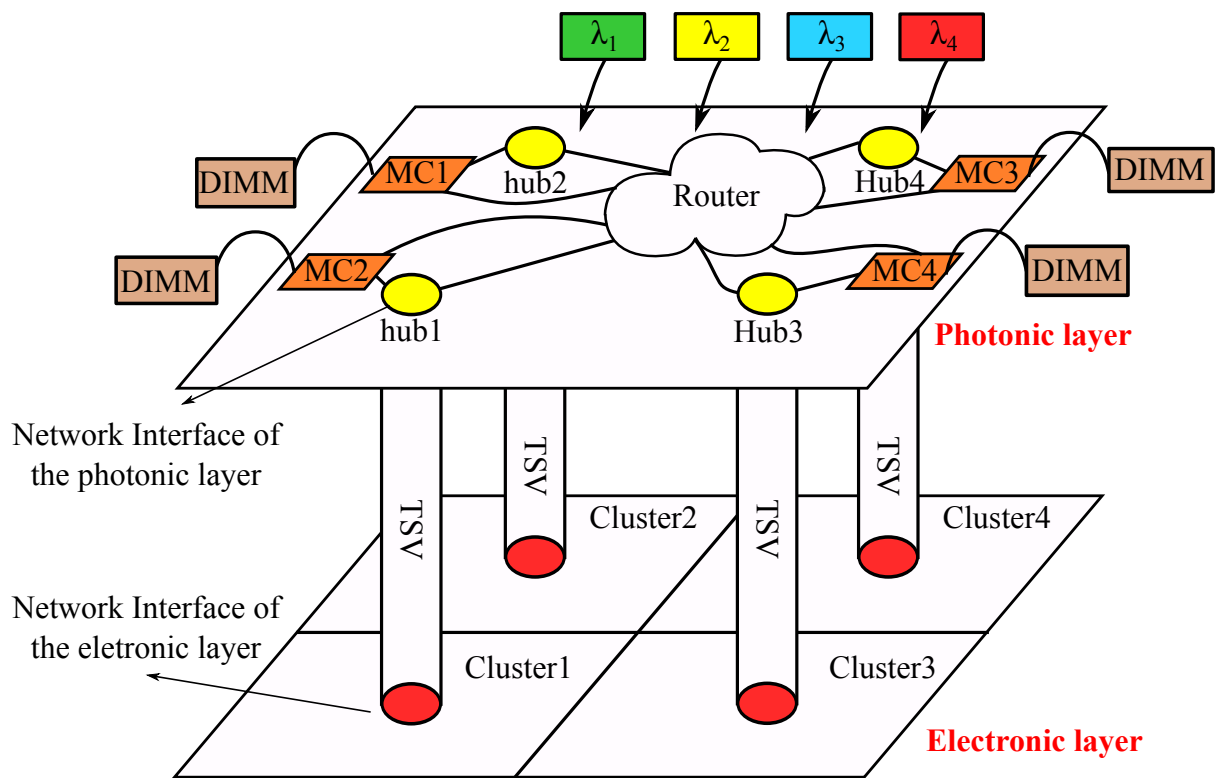 λ1 λ2 λ3 λ4
DIMM MC1 hub2 Router Hub4 MC3 DIMM
DIMM MC2 hub1 Hub3 MC4 DIMM
Photonic layer
Network Interface of
the photonic layer
TSV TSV TSV
Cluster2 Cluster4
Network Interface of
the eletronic layer
Cluster1 Cluster3
Electronic layer